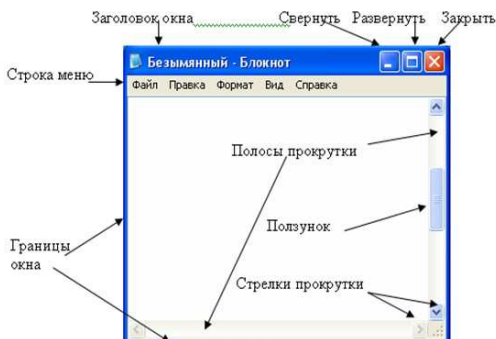 Заголовок окна Свернуть Развернуть Закрыть
Безымянный - Блокнот
Строка меню
Файл Правка Формат Вид Справка
Полосы прокрутки
Ползунок
Границы
окна
Стрелки прокрутки